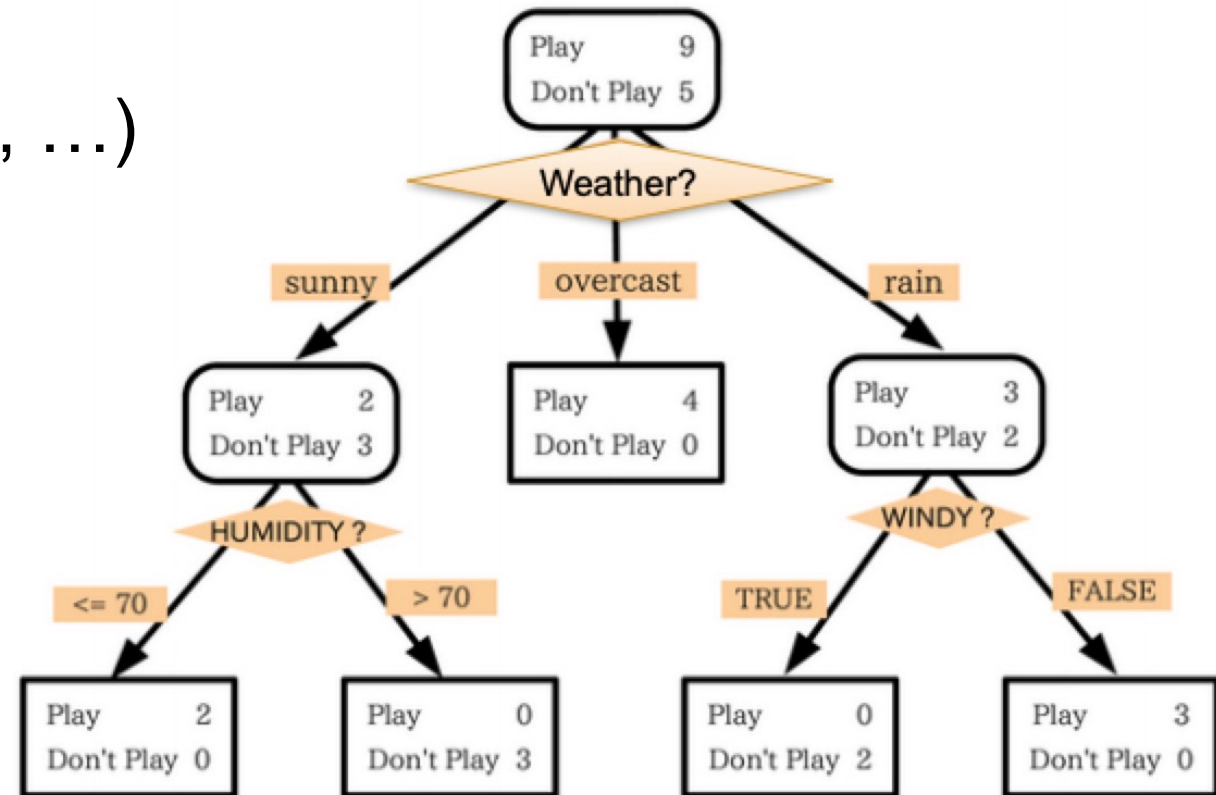 Play 9
Don't Play 5
, …)
Weather?
sunny
overcast
rain
Play 2
Don't Play 3
Play 4
Don't Play 0
Play 3
Don't Play 2
HUMIDITY ?
WINDY ?
<= 70
> 70
TRUE
FALSE
Play 2
Don't Play 0
Play 0
Don't Play 3
Play 0
Don't Play 2
Play 3
Don't Play 0